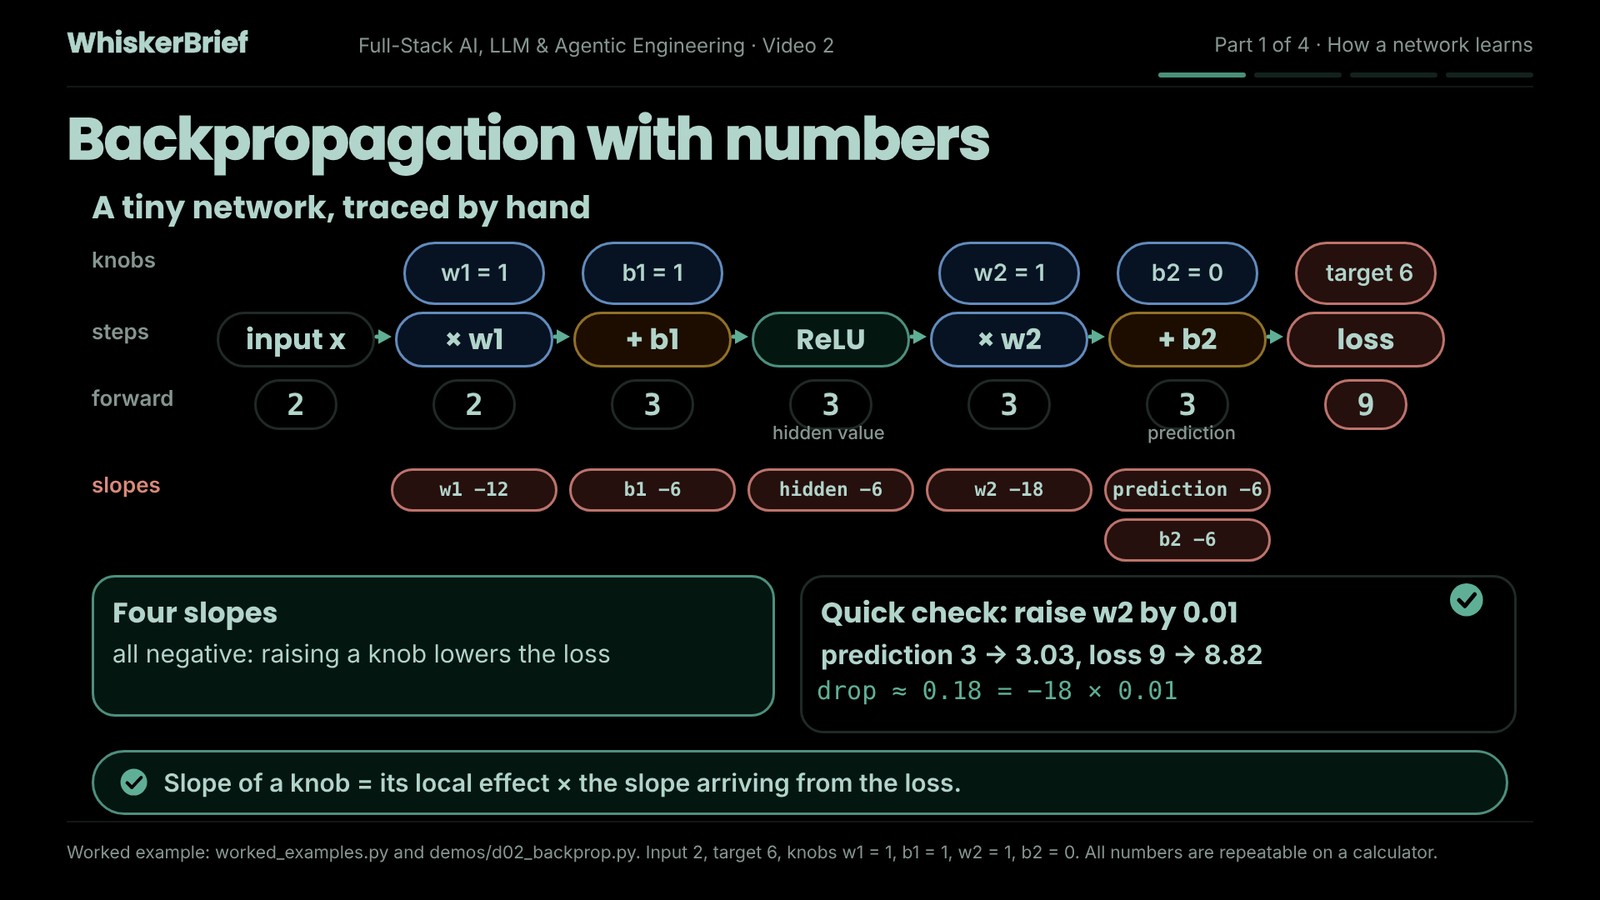 WhiskerBrief
Full-Stack AI, LLM & Agentic Engineering · Video 2
Part 1 of 4 · How a network learns
Backpropagation with numbers
A tiny network, traced by hand
knobs
w1 = 1
b1 = 1
w2 = 1
b2 = 0
target 6
steps
input x
× w1
+ b1
ReLU
× w2
+ b2
loss
forward
2
2
3
3
3
3
9
hidden value
prediction
slopes
w1 −12
b1 −6
hidden −6
w2 −18
prediction −6
b2 −6
Four slopes
all negative: raising a knob lowers the loss
Quick check: raise w2 by 0.01
prediction 3 → 3.03, loss 9 → 8.82
drop ≈ 0.18 = −18 × 0.01
Slope of a knob = its local effect × the slope arriving from the loss.
Worked example: worked_examples.py and demos/d02_backprop.py. Input 2, target 6, knobs w1 = 1, b1 = 1, w2 = 1, b2 = 0. All numbers are repeatable on a calculator.